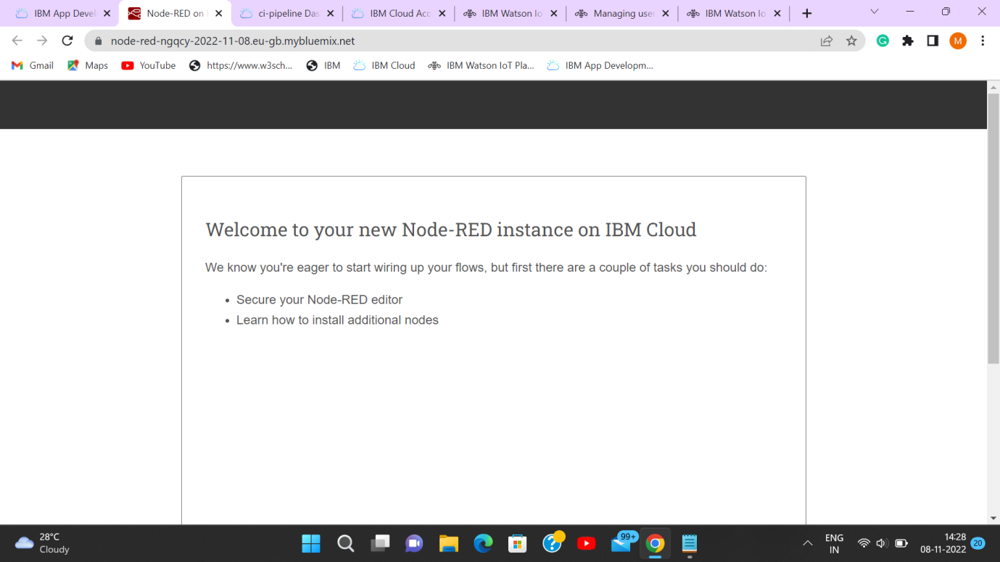 IBM App Devel
Node-RED on
ci-pipeline Das
IBM Cloud Acc
IBM Watson Io
Managing user
IBM Watson Io
node-red-ngqcy-2022-11-08.eu-gb.mybluemix.net
M
Gmail
Maps
YouTube
https://www.w3sch...
IBM
IBM Cloud
IBM Watson IoT Pla...
IBM App Developm...
Welcome to your new Node-RED instance on IBM Cloud
We know you're eager to start wiring up your flows, but first there are a couple of tasks you should do:
• Secure your Node-RED editor
• Learn how to install additional nodes
28°C
Cloudy
99+
ENG
IN
14:28
08-11-2022
20